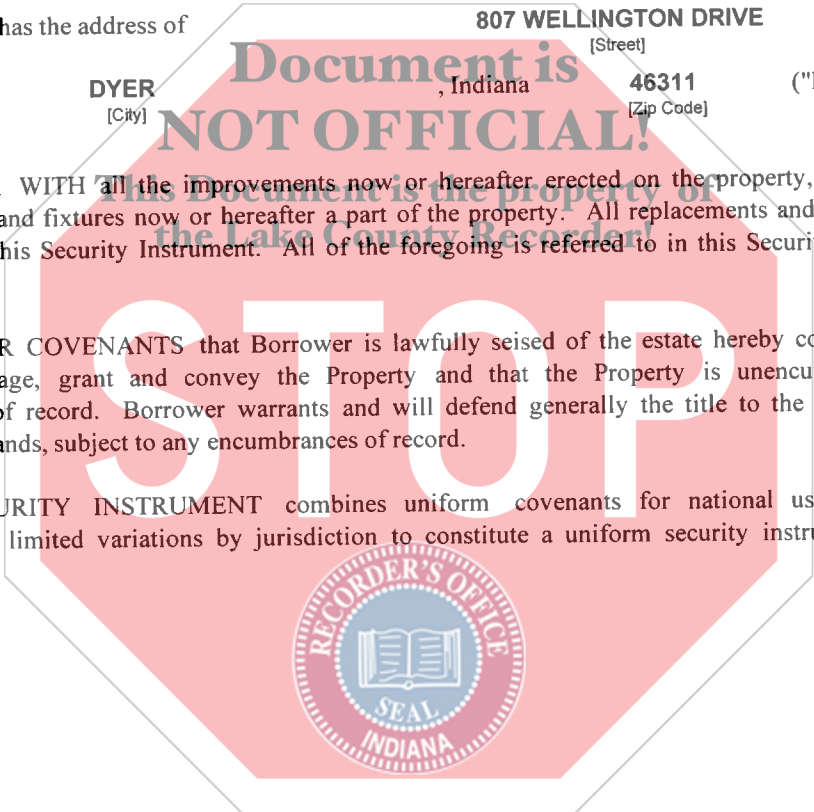 has the address of 807 WELLINGTON DRIVE
[Street]
Document is
DYER , Indiana 46311 ("
[City] [Zip Code]
NOT OFFICIAL!
WITH all the improvements now or hereafter erected on the property,
This Document is the property of
and fixtures now or hereafter a part of the property. All replacements and
the Lake County Recorder!
his Security Instrument. All of the foregoing is referred to in this Securi
STOP
R COVENANTS that Borrower is lawfully seised of the estate hereby co
age, grant and convey the Property and that the Property is unencu
of record. Borrower warrants and will defend generally the title to the
ands, subject to any encumbrances of record.
URITY INSTRUMENT combines uniform covenants for national us
limited variations by jurisdiction to constitute a uniform security instru
RECORDER'S OFFICE
SEAL
INDIANA